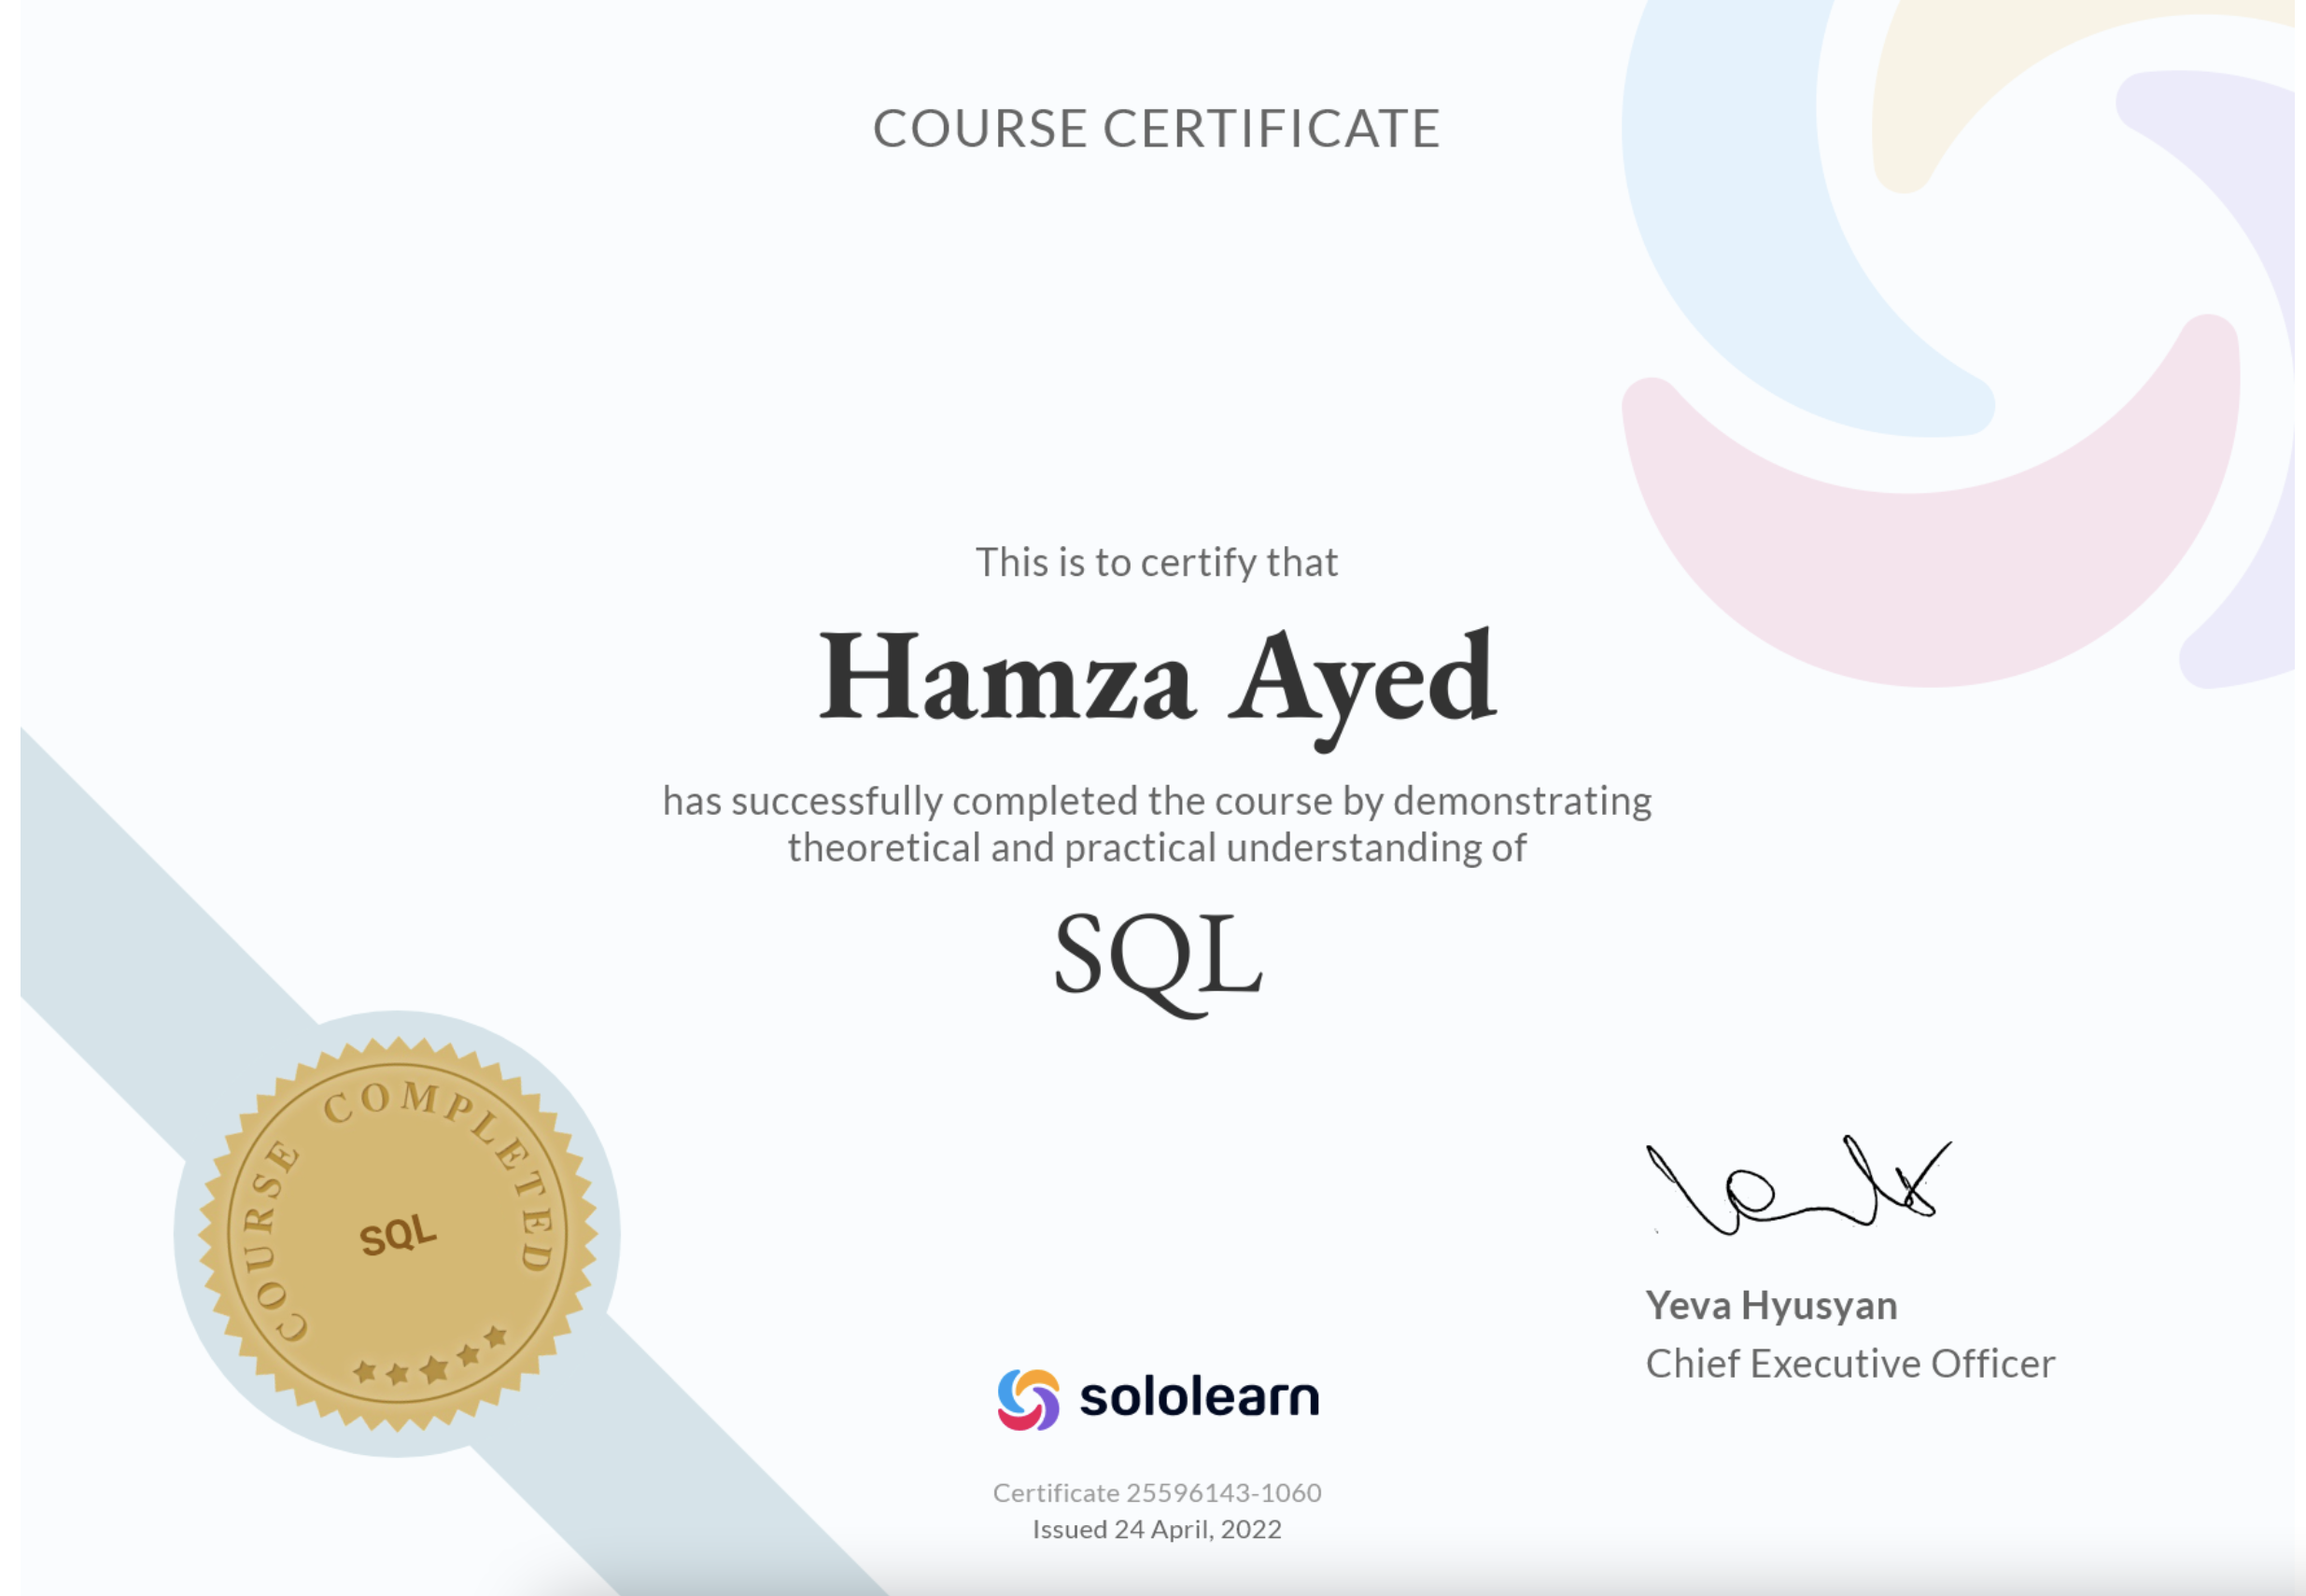 COURSE CERTIFICATE
This is to certify that
Hamza Ayed
has successfully completed the course by demonstrating
theoretical and practical understanding of
SQL
COURSE COMPLETED
SQL
Yeva Hyusyan
Chief Executive Officer
sololearn
Certificate 25596143-1060
Issued 24 April, 2022